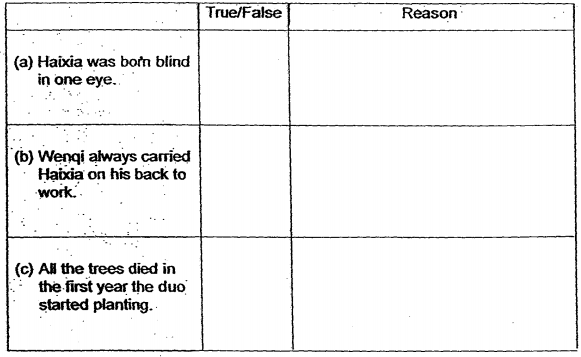 True/False Reason
(a) Haixia was born blind
in one eye.
(b) Wenqi always carried
Haixia on his back to
work.
(c) All the trees died in
the first year the duo
started planting.